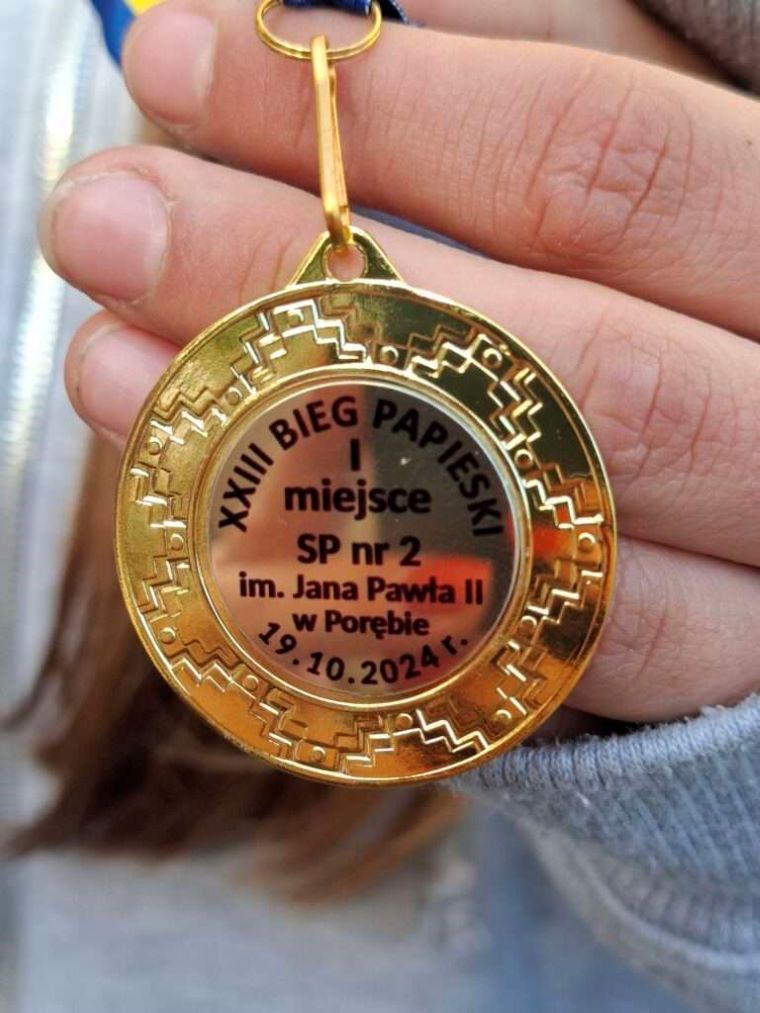 XXIII BIEG PAPIESKI
I
miejsce
SP nr 2
im. Jana Pawła II
w Porębie
19.10.2024 r.